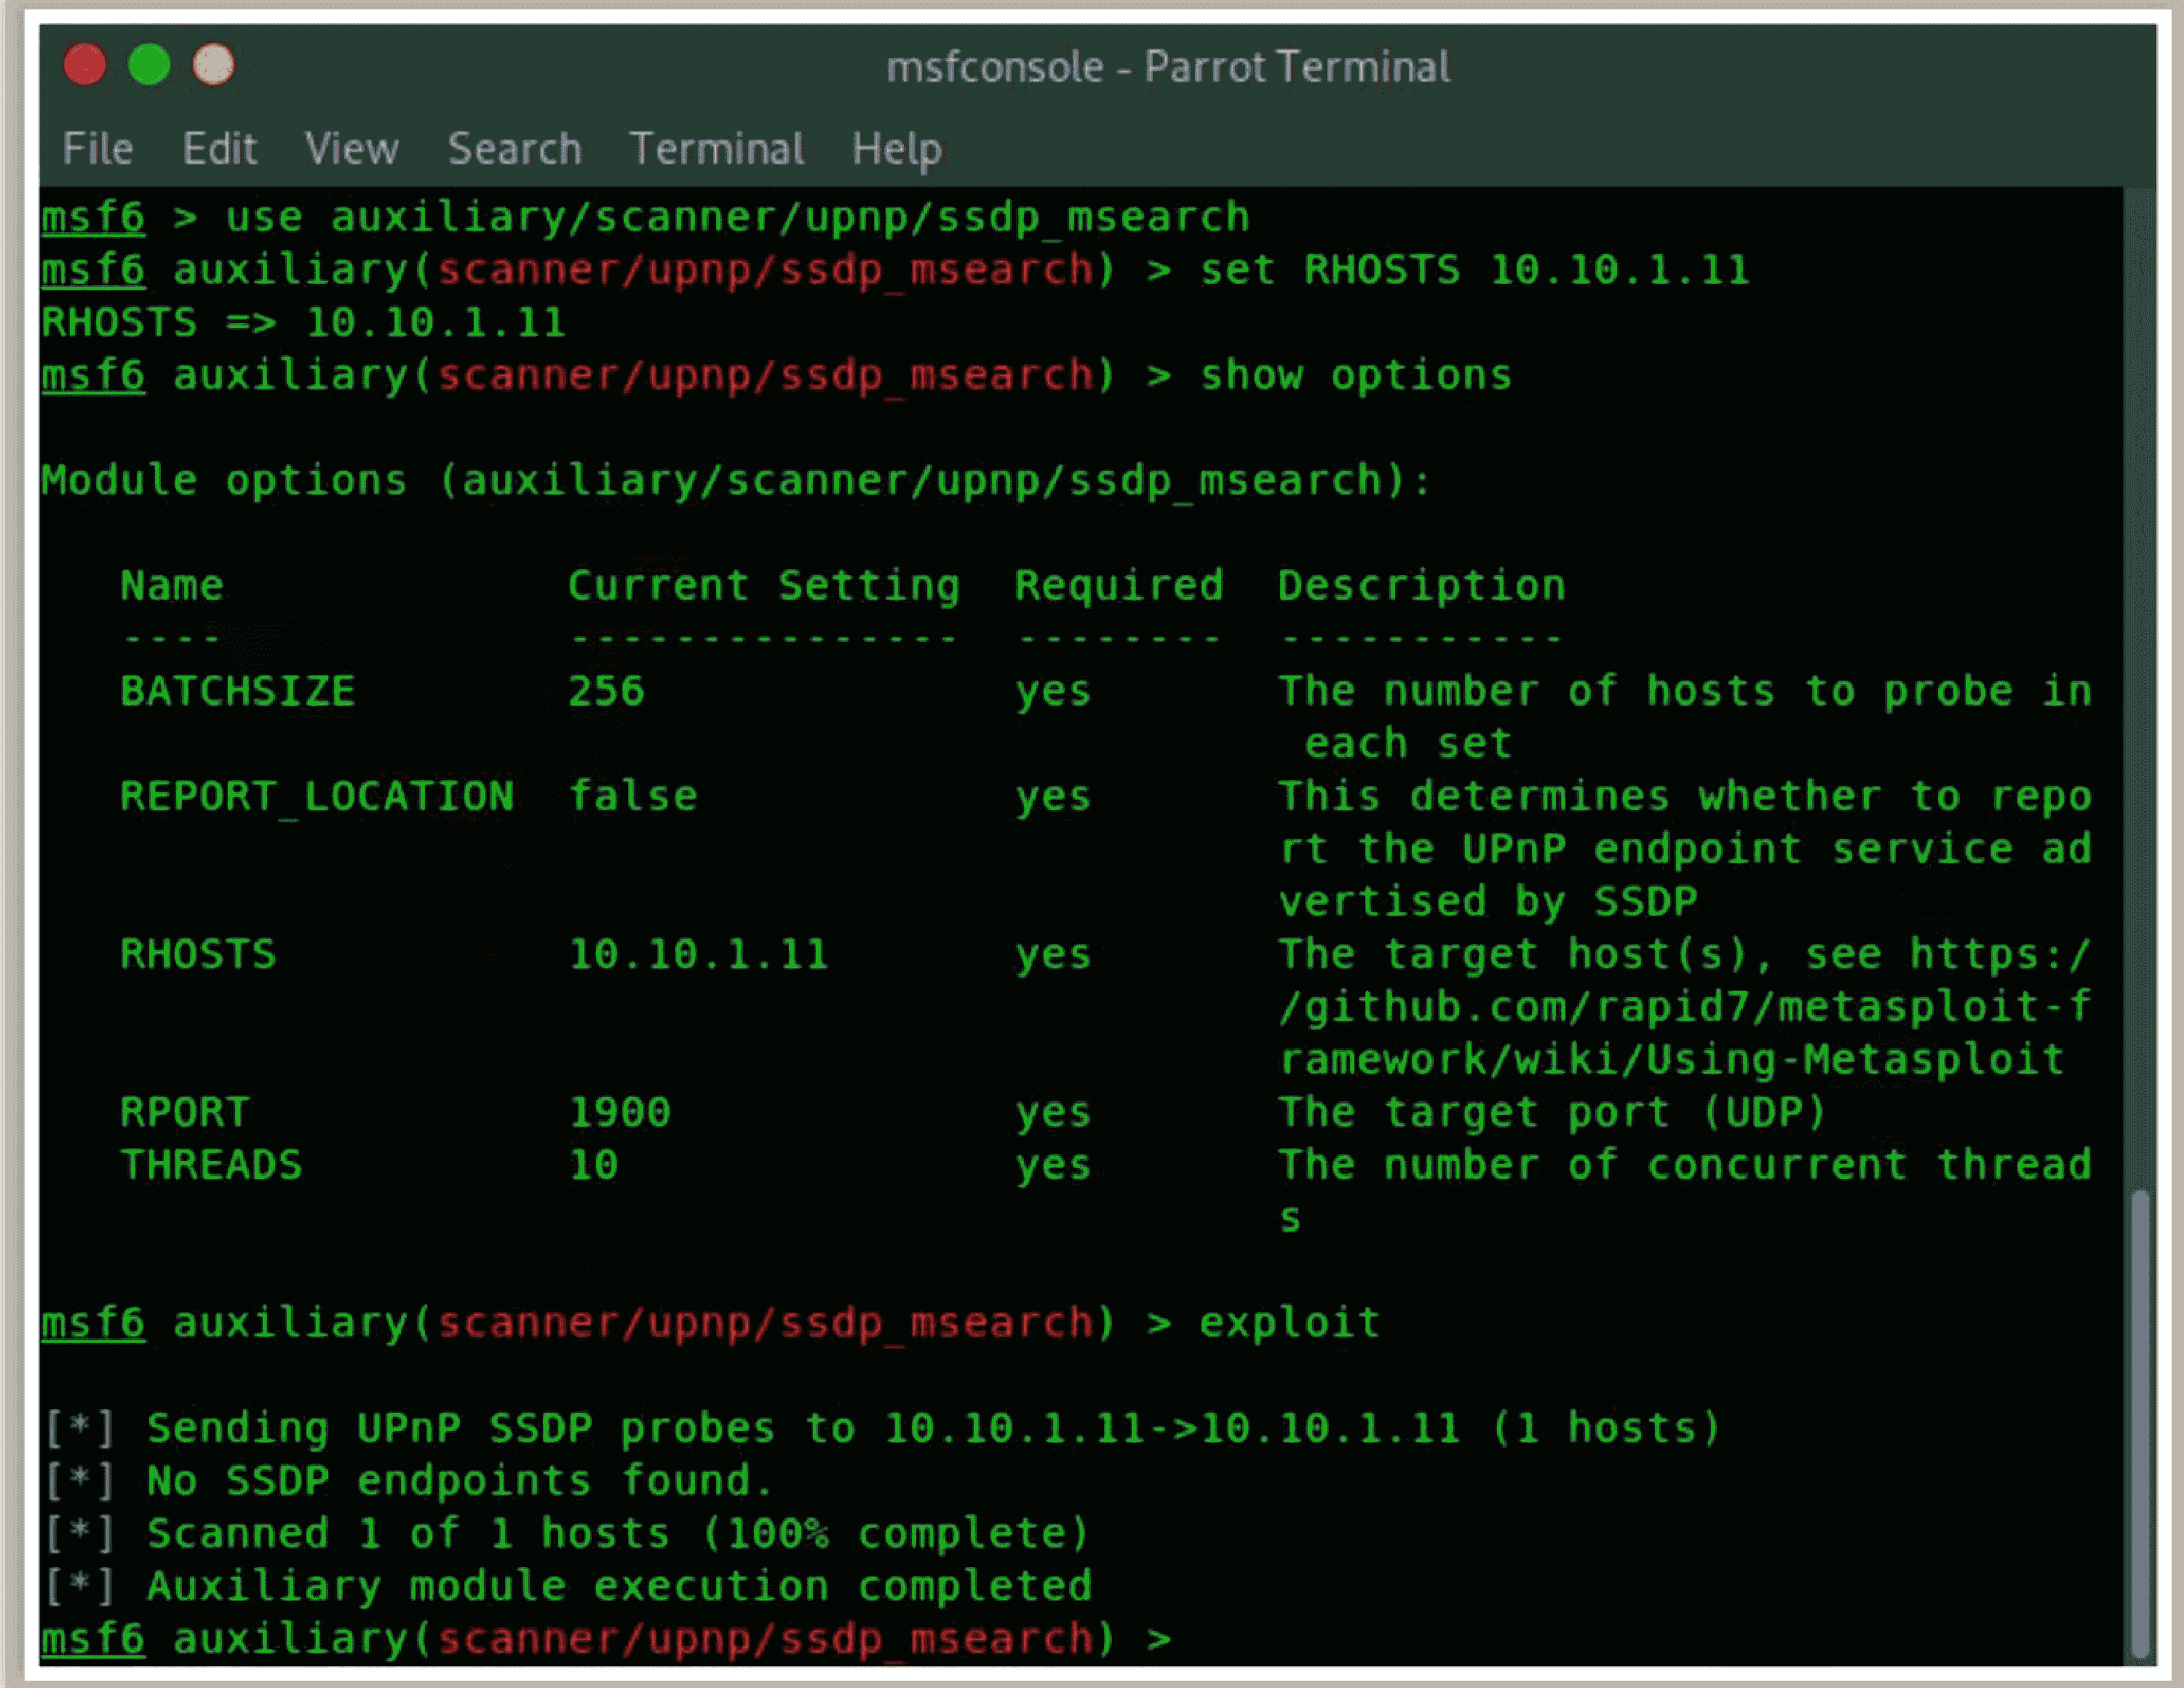 msfconsole - Parrot Terminal
File Edit View Search Terminal Help
msf6 > use auxiliary/scanner/upnp/ssdp_msearch
msf6 auxiliary(scanner/upnp/ssdp_msearch) > set RHOSTS 10.10.1.11
RHOSTS => 10.10.1.11
msf6 auxiliary(scanner/upnp/ssdp_msearch) > show options
Module options (auxiliary/scanner/upnp/ssdp_msearch):
Name Current Setting Required Description
---- --------------- -------- -----------
BATCHSIZE 256 yes The number of hosts to probe in
each set
REPORT_LOCATION false yes This determines whether to repo
rt the UPnP endpoint service ad
vertised by SSDP
RHOSTS 10.10.1.11 yes The target host(s), see https:/
/github.com/rapid7/metasploit-f
ramework/wiki/Using-Metasploit
RPORT 1900 yes The target port (UDP)
THREADS 10 yes The number of concurrent thread
s
msf6 auxiliary(scanner/upnp/ssdp_msearch) > exploit
[*] Sending UPnP SSDP probes to 10.10.1.11->10.10.1.11 (1 hosts)
[*] No SSDP endpoints found.
[*] Scanned 1 of 1 hosts (100% complete)
[*] Auxiliary module execution completed
msf6 auxiliary(scanner/upnp/ssdp_msearch) >